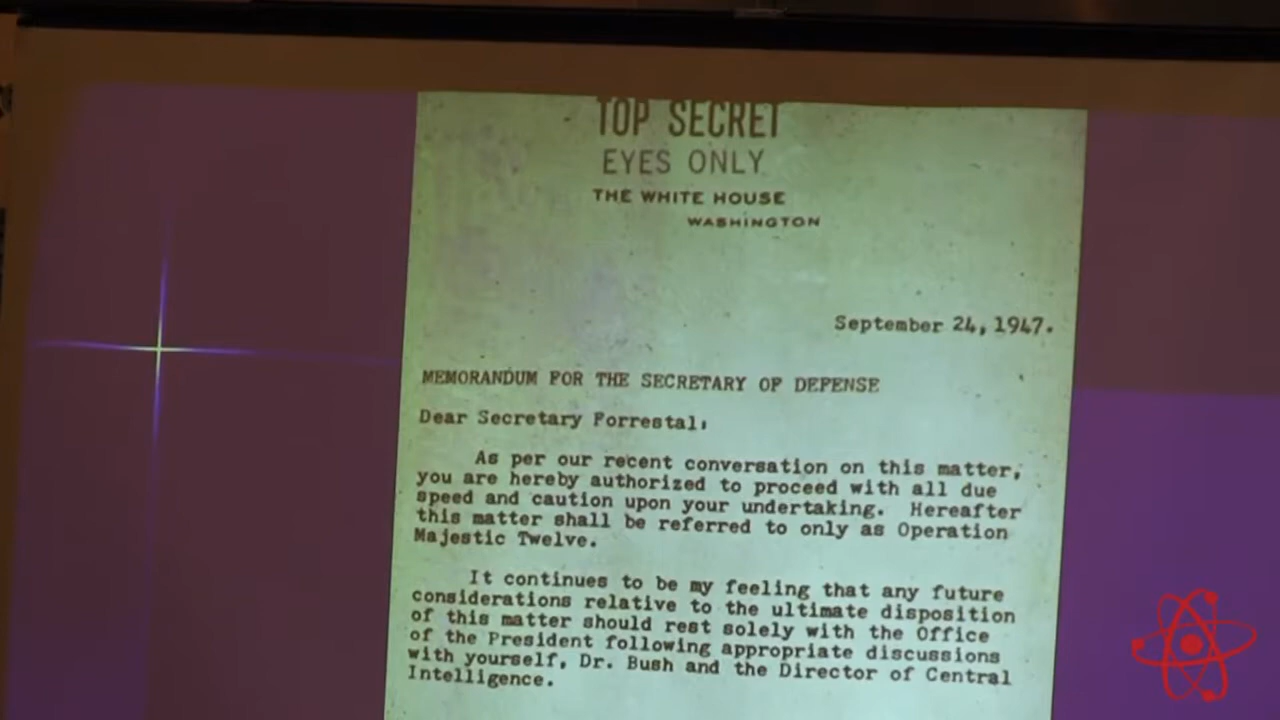 TOP SECRET
EYES ONLY
THE WHITE HOUSE
WASHINGTON
September 24, 1947.
MEMORANDUM FOR THE SECRETARY OF DEFENSE
Dear Secretary Forrestal,
As per our recent conversation on this matter,
you are hereby authorized to proceed with all due
speed and caution upon your undertaking. Hereafter
this matter shall be referred to only as Operation
Majestic Twelve.
It continues to be my feeling that any future
considerations relative to the ultimate disposition
of this matter should rest solely with the Office
of the President following appropriate discussions
with yourself, Dr. Bush and the Director of Central
Intelligence.